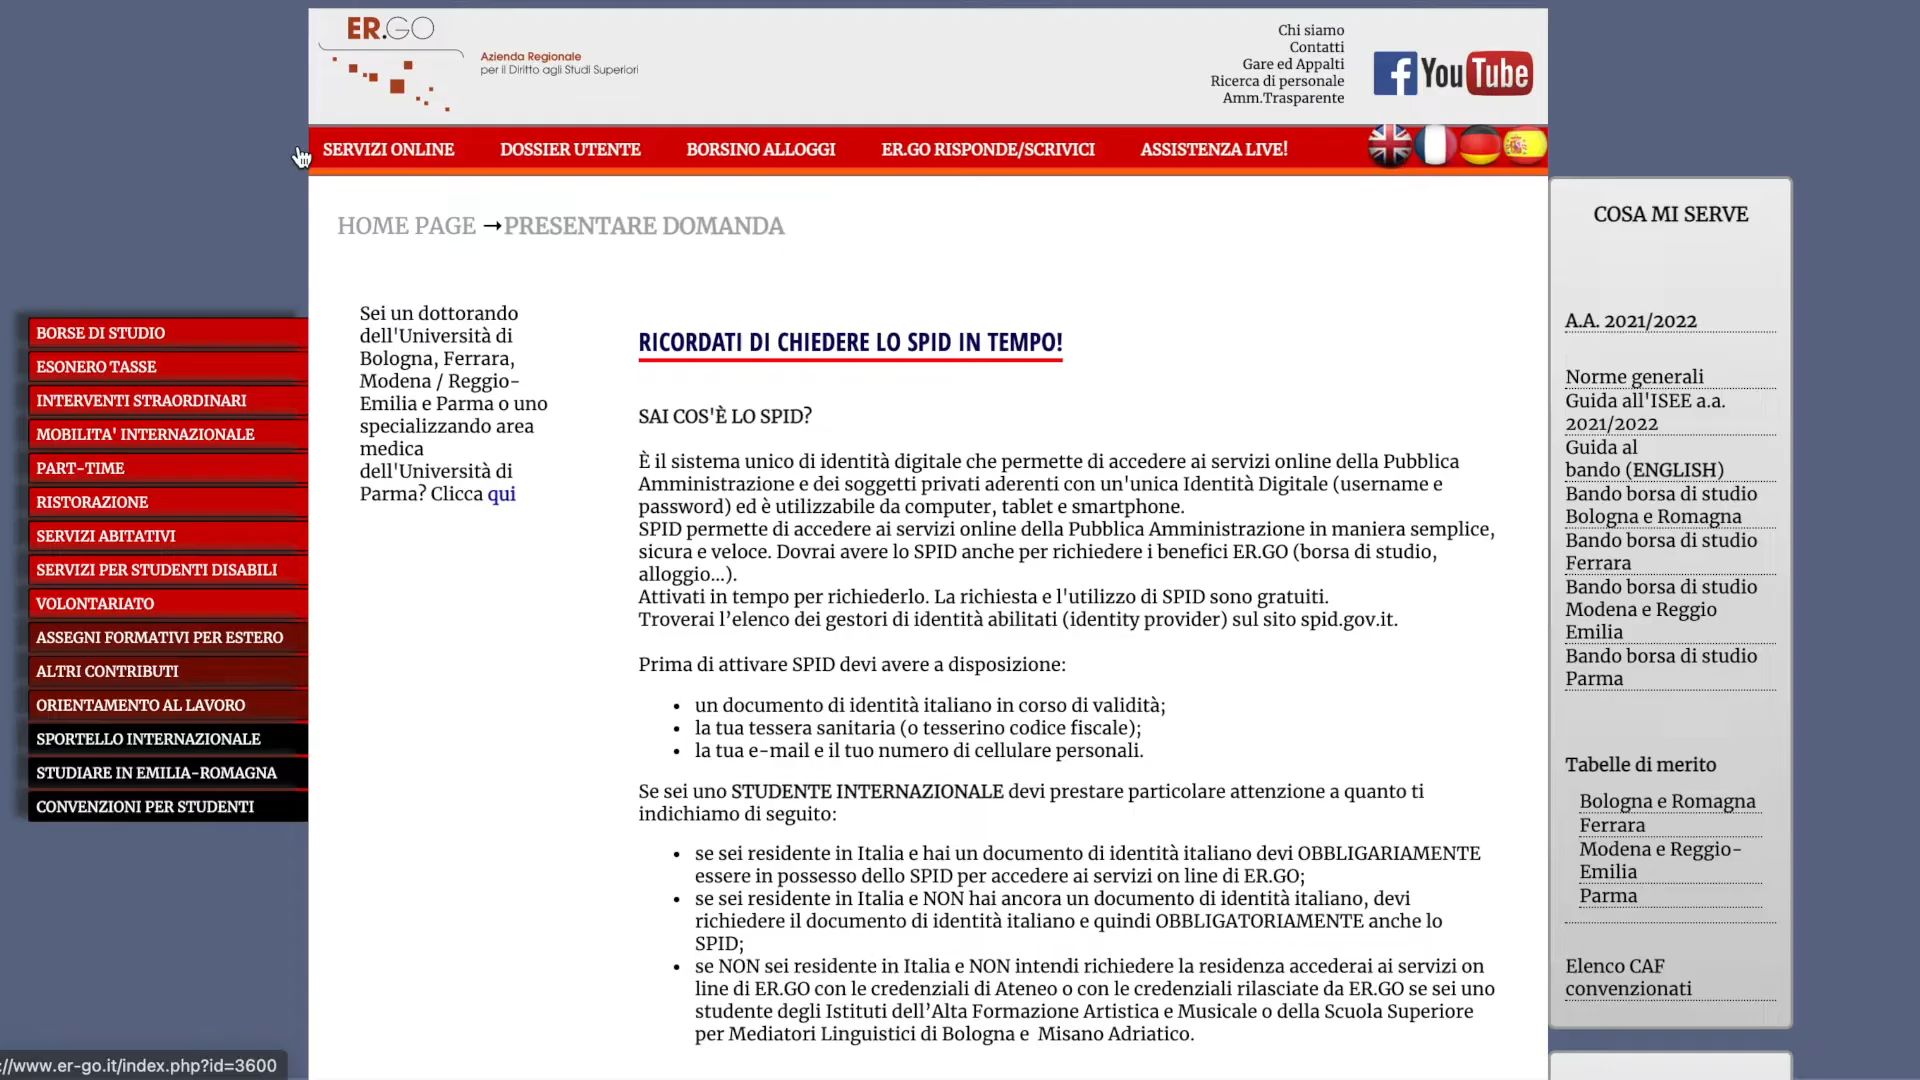 ER.GO
Azienda Regionale
per il Diritto agli Studi Superiori
Chi siamo
Contatti
Gare ed Appalti
Ricerca di personale
Amm.Trasparente
f
You Tube
SERVIZI ONLINE
DOSSIER UTENTE
BORSINO ALLOGGI
ER.GO RISPONDE/SCRIVICI
ASSISTENZA LIVE!
HOME PAGE →PRESENTARE DOMANDA
BORSE DI STUDIO
ESONERO TASSE
INTERVENTI STRAORDINARI
MOBILITA' INTERNAZIONALE
PART-TIME
RISTORAZIONE
SERVIZI ABITATIVI
SERVIZI PER STUDENTI DISABILI
VOLONTARIATO
ASSEGNI FORMATIVI PER ESTERO
ALTRI CONTRIBUTI
ORIENTAMENTO AL LAVORO
SPORTELLO INTERNAZIONALE
STUDIARE IN EMILIA-ROMAGNA
CONVENZIONI PER STUDENTI
Sei un dottorando
dell'Università di
Bologna, Ferrara,
Modena / Reggio-
Emilia e Parma o uno
specializzando area
medica
dell'Università di
Parma? Clicca qui
RICORDATI DI CHIEDERE LO SPID IN TEMPO!
SAI COS'È LO SPID?
È il sistema unico di identità digitale che permette di accedere ai servizi online della Pubblica
Amministrazione e dei soggetti privati aderenti con un'unica Identità Digitale (username e
password) ed è utilizzabile da computer, tablet e smartphone.
SPID permette di accedere ai servizi online della Pubblica Amministrazione in maniera semplice,
sicura e veloce. Dovrai avere lo SPID anche per richiedere i benefici ER.GO (borsa di studio,
alloggio...).
Attivati in tempo per richiederlo. La richiesta e l'utilizzo di SPID sono gratuiti.
Troverai l’elenco dei gestori di identità abilitati (identity provider) sul sito spid.gov.it.
Prima di attivare SPID devi avere a disposizione:
• un documento di identità italiano in corso di validità;
• la tua tessera sanitaria (o tesserino codice fiscale);
• la tua e-mail e il tuo numero di cellulare personali.
Se sei uno STUDENTE INTERNAZIONALE devi prestare particolare attenzione a quanto ti
indichiamo di seguito:
• se sei residente in Italia e hai un documento di identità italiano devi OBBLIGARIAMENTE
essere in possesso dello SPID per accedere ai servizi on line di ER.GO;
• se sei residente in Italia e NON hai ancora un documento di identità italiano, devi
richiedere il documento di identità italiano e quindi OBBLIGATORIAMENTE anche lo
SPID;
• se NON sei residente in Italia e NON intendi richiedere la residenza accederai ai servizi on
line di ER.GO con le credenziali di Ateneo o con le credenziali rilasciate da ER.GO se sei uno
studente degli Istituti dell’Alta Formazione Artistica e Musicale o della Scuola Superiore
per Mediatori Linguistici di Bologna e Misano Adriatico.
COSA MI SERVE
A.A. 2021/2022
Norme generali
Guida all'ISEE a.a.
2021/2022
Guida al
bando (ENGLISH)
Bando borsa di studio
Bologna e Romagna
Bando borsa di studio
Ferrara
Bando borsa di studio
Modena e Reggio
Emilia
Bando borsa di studio
Parma
Tabelle di merito
Bologna e Romagna
Ferrara
Modena e Reggio-
Emilia
Parma
Elenco CAF
convenzionati
://www.er-go.it/index.php?id=3600